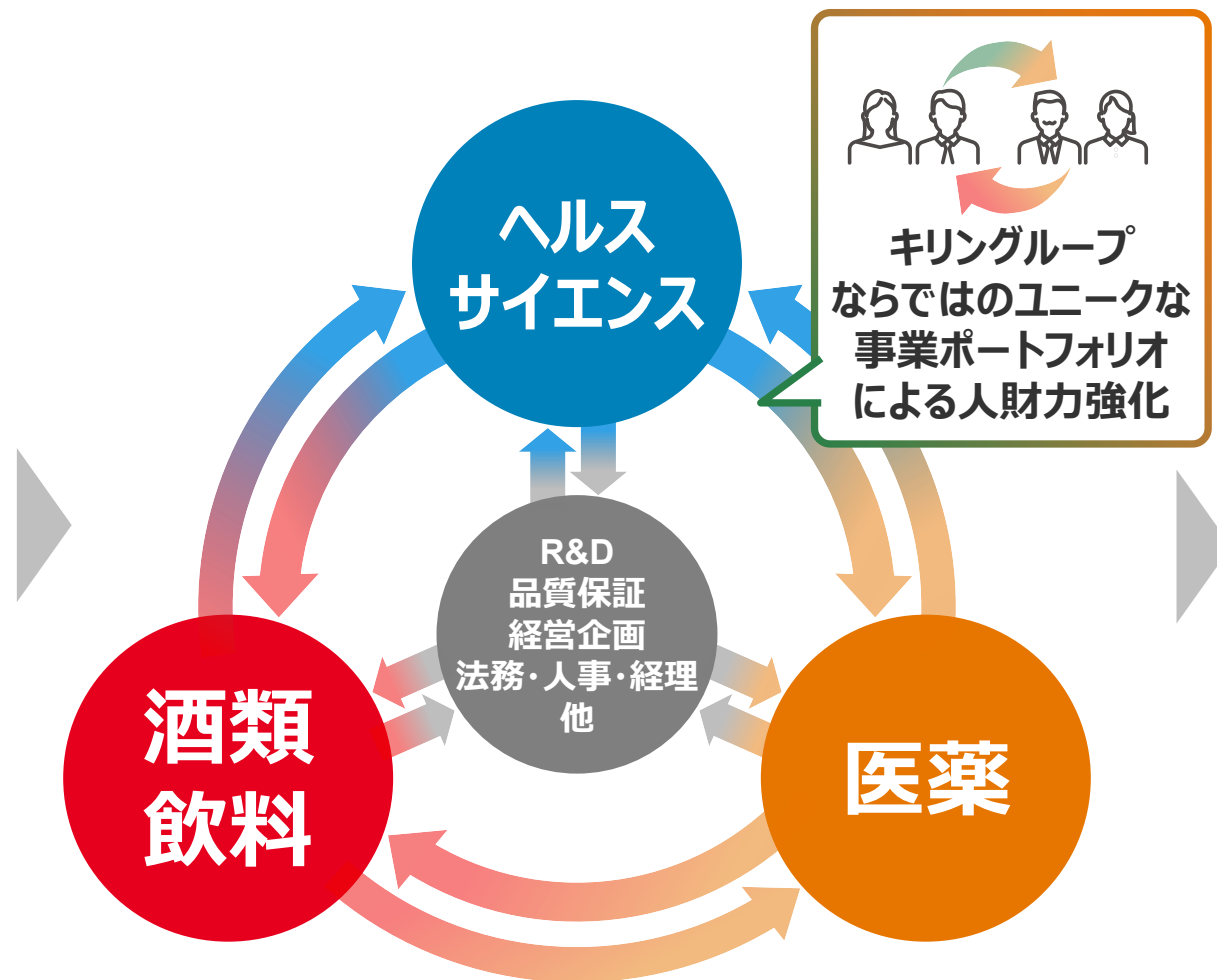 ヘルス
サイエンス
キリングループ
ならではのユニークな
事業ポートフォリオ
による人財力強化
R&D
品質保証
経営企画
法務・人事・経理
他
酒類
飲料
医薬